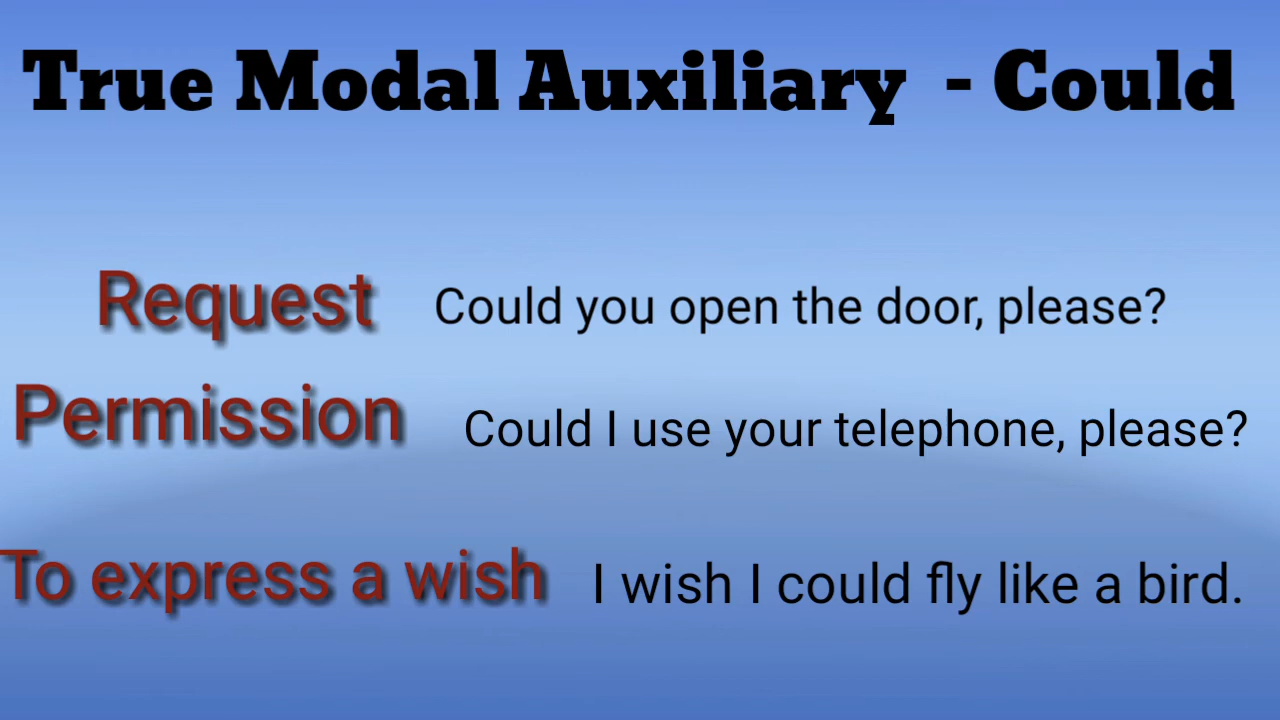 True Modal Auxiliary - Could
Request Could you open the door, please?
Permission Could I use your telephone, please?
To express a wish I wish I could fly like a bird.